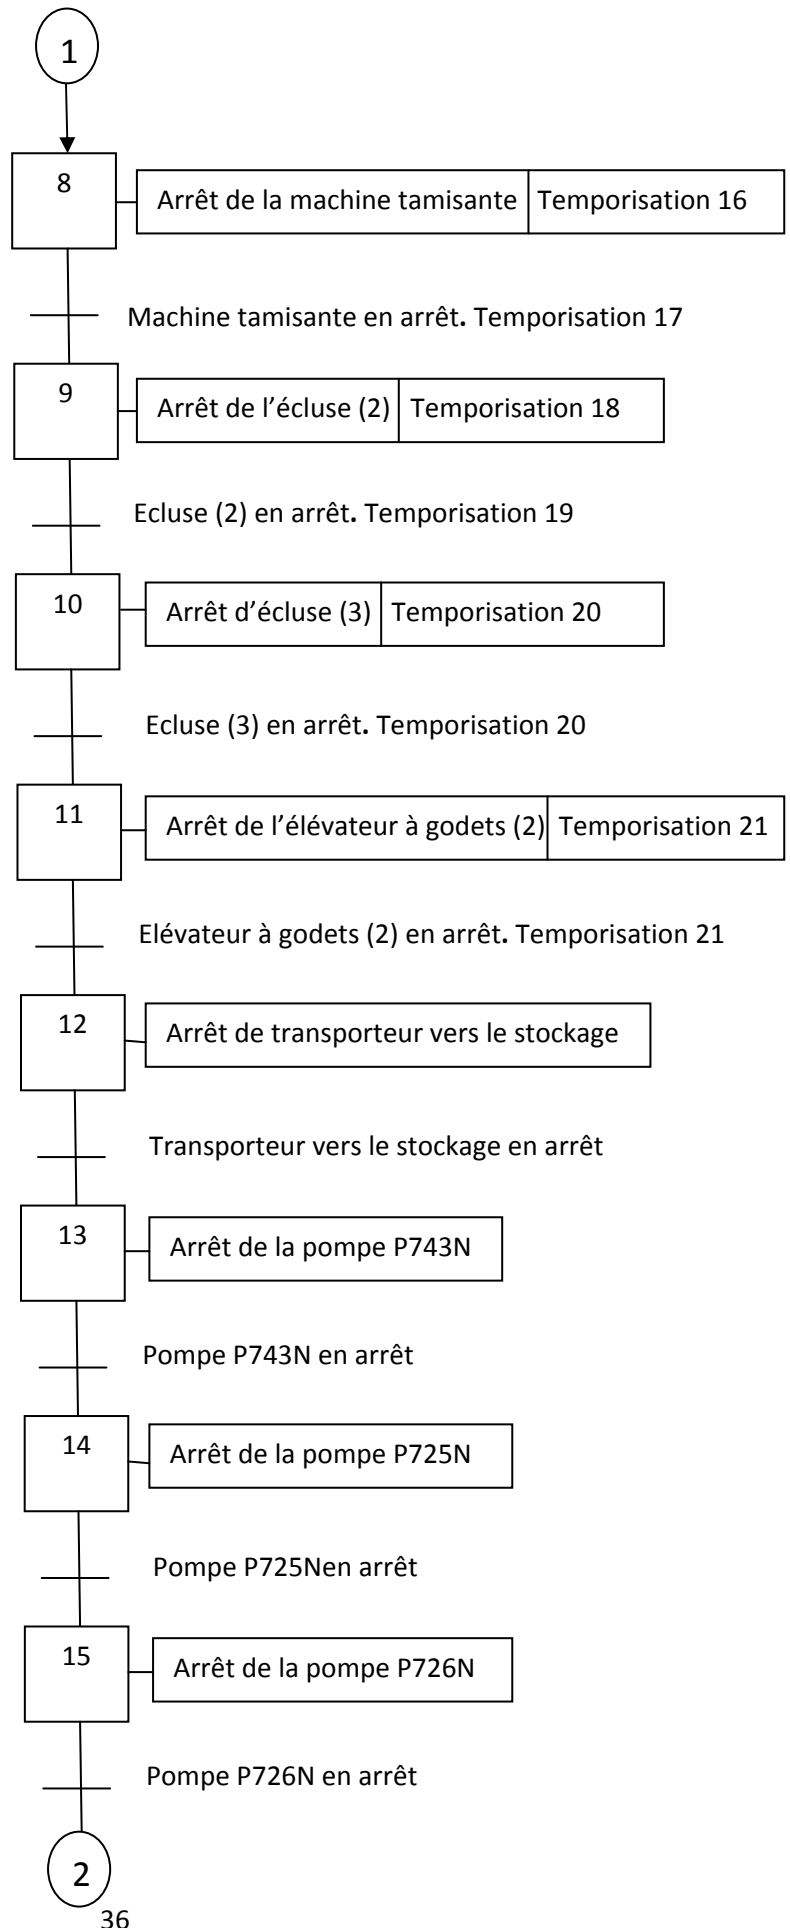 1
8
Arrêt de la machine tamisante Temporisation 16
Machine tamisante en arrêt. Temporisation 17
9
Arrêt de l’écluse (2) Temporisation 18
Ecluse (2) en arrêt. Temporisation 19
10
Arrêt d’écluse (3) Temporisation 20
Ecluse (3) en arrêt. Temporisation 20
11
Arrêt de l’élévateur à godets (2) Temporisation 21
Elévateur à godets (2) en arrêt. Temporisation 21
12
Arrêt de transporteur vers le stockage
Transporteur vers le stockage en arrêt
13
Arrêt de la pompe P743N
Pompe P743N en arrêt
14
Arrêt de la pompe P725N
Pompe P725Nen arrêt
15
Arrêt de la pompe P726N
Pompe P726N en arrêt
2
36